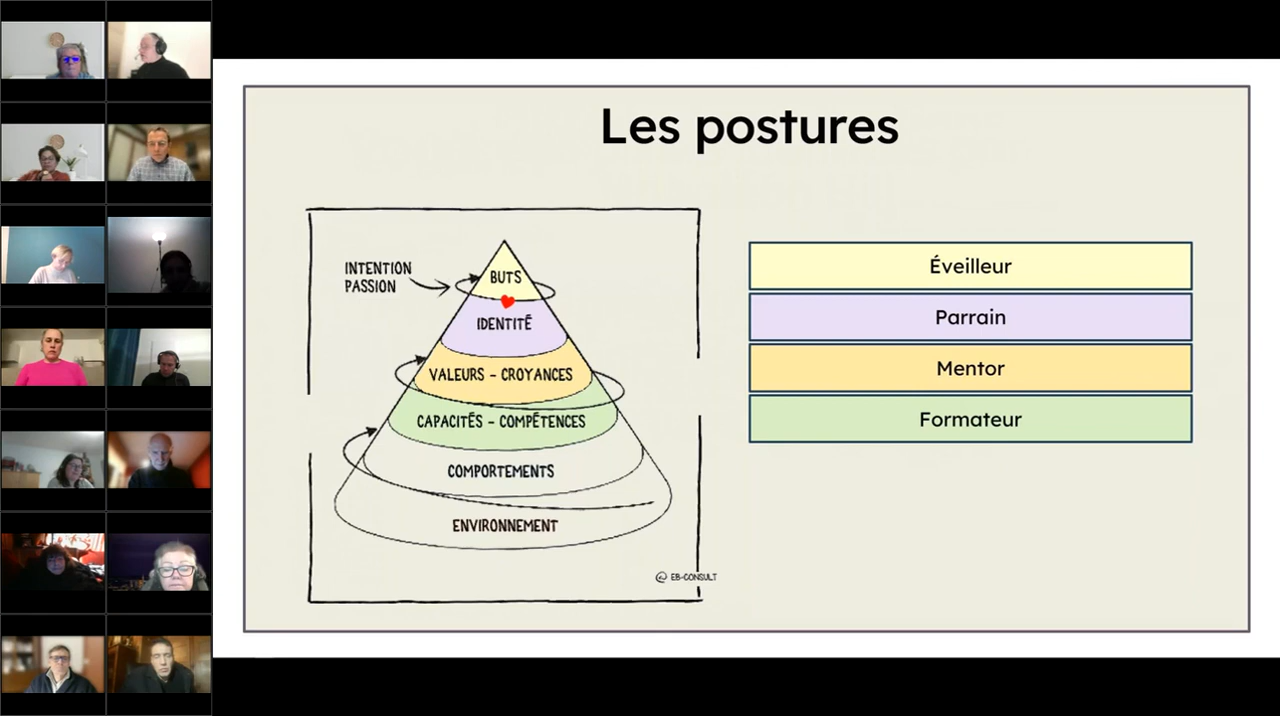 Les postures
INTENTION
PASSION
BUTS
IDENTITÉ
VALEURS - CROYANCES
CAPACITÉS - COMPÉTENCES
COMPORTEMENTS
ENVIRONNEMENT
@ EB-CONSULT
Éveilleur
Parrain
Mentor
Formateur